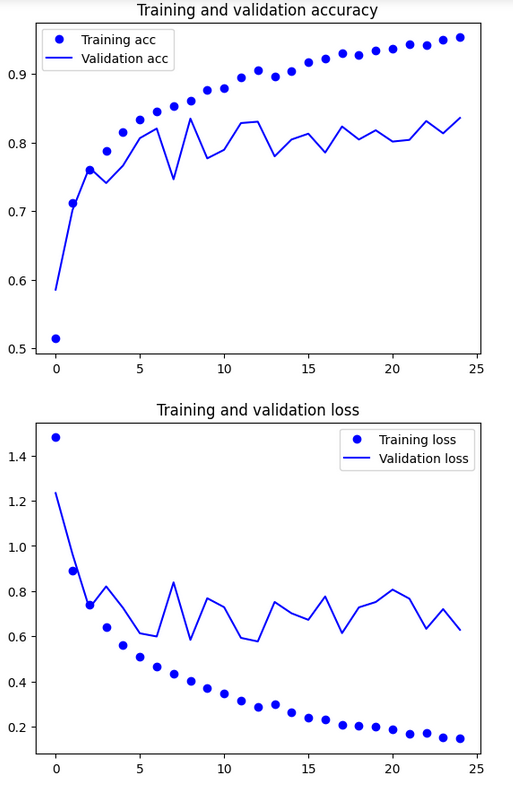 Training and validation accuracy
Training acc
Validation acc
0.9
0.8
0.7
0.6
0.5
0 5 10 15 20 25
Training and validation loss
Training loss
Validation loss
1.4
1.2
1.0
0.8
0.6
0.4
0.2
0 5 10 15 20 25